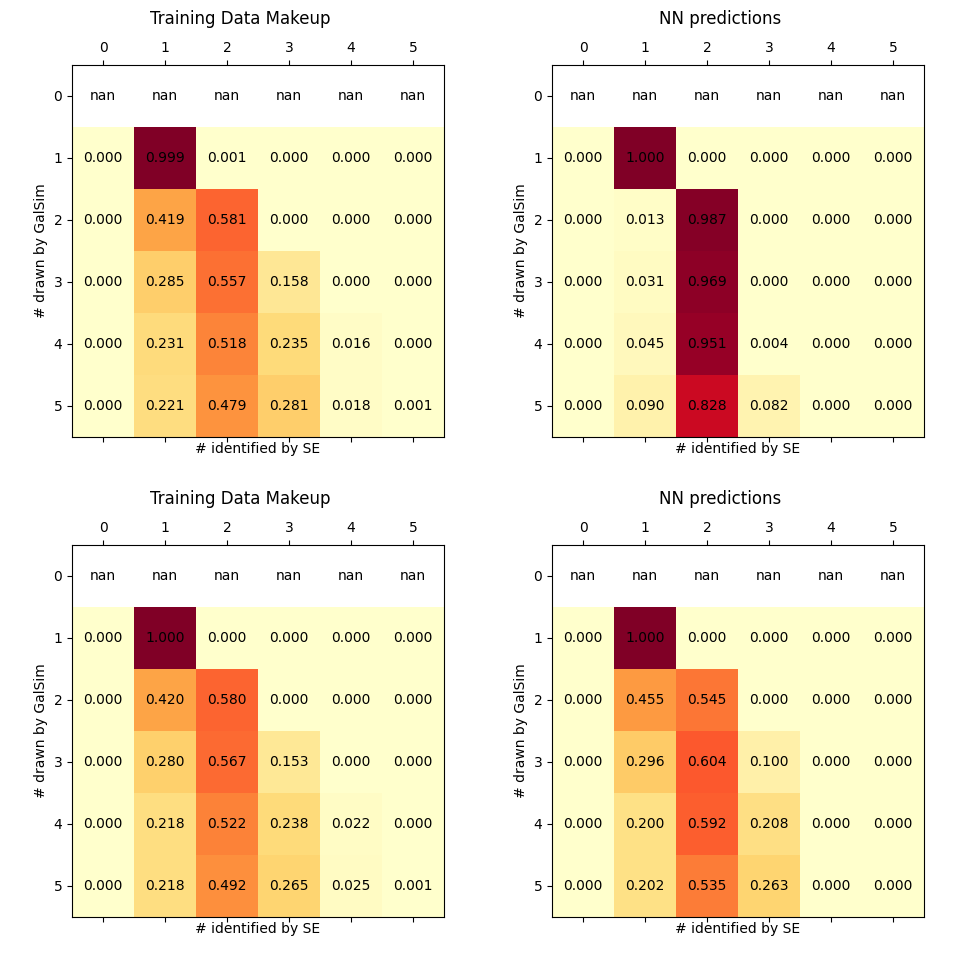 Training Data Makeup
0 1 2 3 4 5
# drawn by GalSim
0 nan nan nan nan nan nan
1 0.000 0.999 0.001 0.000 0.000 0.000
2 0.000 0.419 0.581 0.000 0.000 0.000
3 0.000 0.285 0.557 0.158 0.000 0.000
4 0.000 0.231 0.518 0.235 0.016 0.000
5 0.000 0.221 0.479 0.281 0.018 0.001
# identified by SE
NN predictions
0 1 2 3 4 5
# drawn by GalSim
0 nan nan nan nan nan nan
1 0.000 1.000 0.000 0.000 0.000 0.000
2 0.000 0.013 0.987 0.000 0.000 0.000
3 0.000 0.031 0.969 0.000 0.000 0.000
4 0.000 0.045 0.951 0.004 0.000 0.000
5 0.000 0.090 0.828 0.082 0.000 0.000
# identified by SE
Training Data Makeup
0 1 2 3 4 5
# drawn by GalSim
0 nan nan nan nan nan nan
1 0.000 1.000 0.000 0.000 0.000 0.000
2 0.000 0.420 0.580 0.000 0.000 0.000
3 0.000 0.280 0.567 0.153 0.000 0.000
4 0.000 0.218 0.522 0.238 0.022 0.000
5 0.000 0.218 0.492 0.265 0.025 0.001
# identified by SE
NN predictions
0 1 2 3 4 5
# drawn by GalSim
0 nan nan nan nan nan nan
1 0.000 1.000 0.000 0.000 0.000 0.000
2 0.000 0.455 0.545 0.000 0.000 0.000
3 0.000 0.296 0.604 0.100 0.000 0.000
4 0.000 0.200 0.592 0.208 0.000 0.000
5 0.000 0.202 0.535 0.263 0.000 0.000
# identified by SE